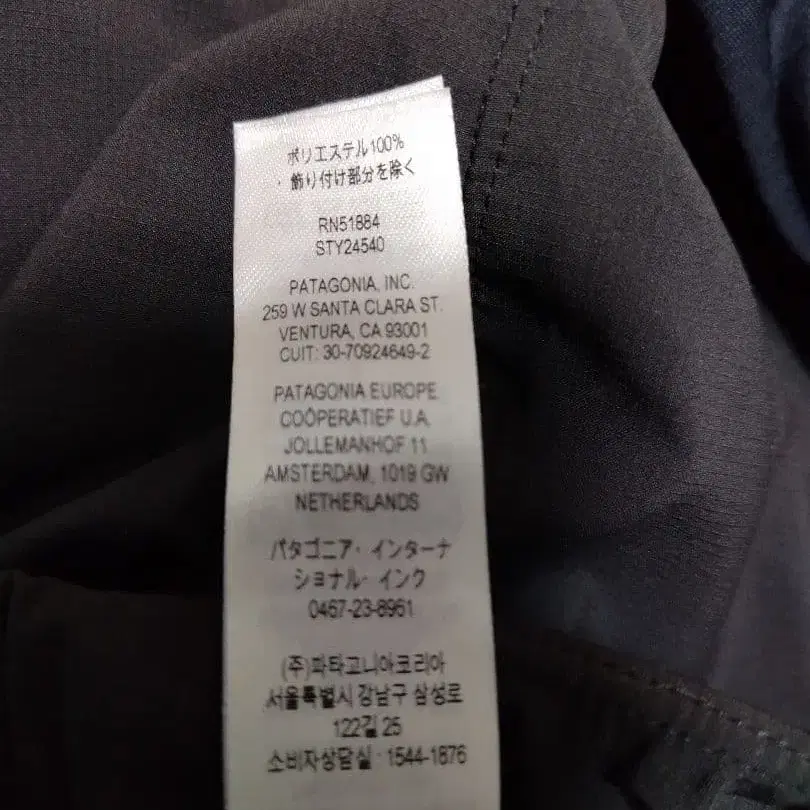 ポリエステル100%
・飾り付け部分を除く
RN51884
STY24540
PATAGONIA, INC.
259 W SANTA CLARA ST.
VENTURA, CA 93001
CUIT: 30-70924649-2
PATAGONIA EUROPE
COÖPERATIEF U.A.
JOLLEMANHOF 11
AMSTERDAM, 1019 GW
NETHERLANDS
パタゴニア・インターナ
ショナル・インク
0467-23-8961
(주)파타고니아코리아
서울특별시 강남구 삼성로
122길 25
소비자상담실 : 1544-1876